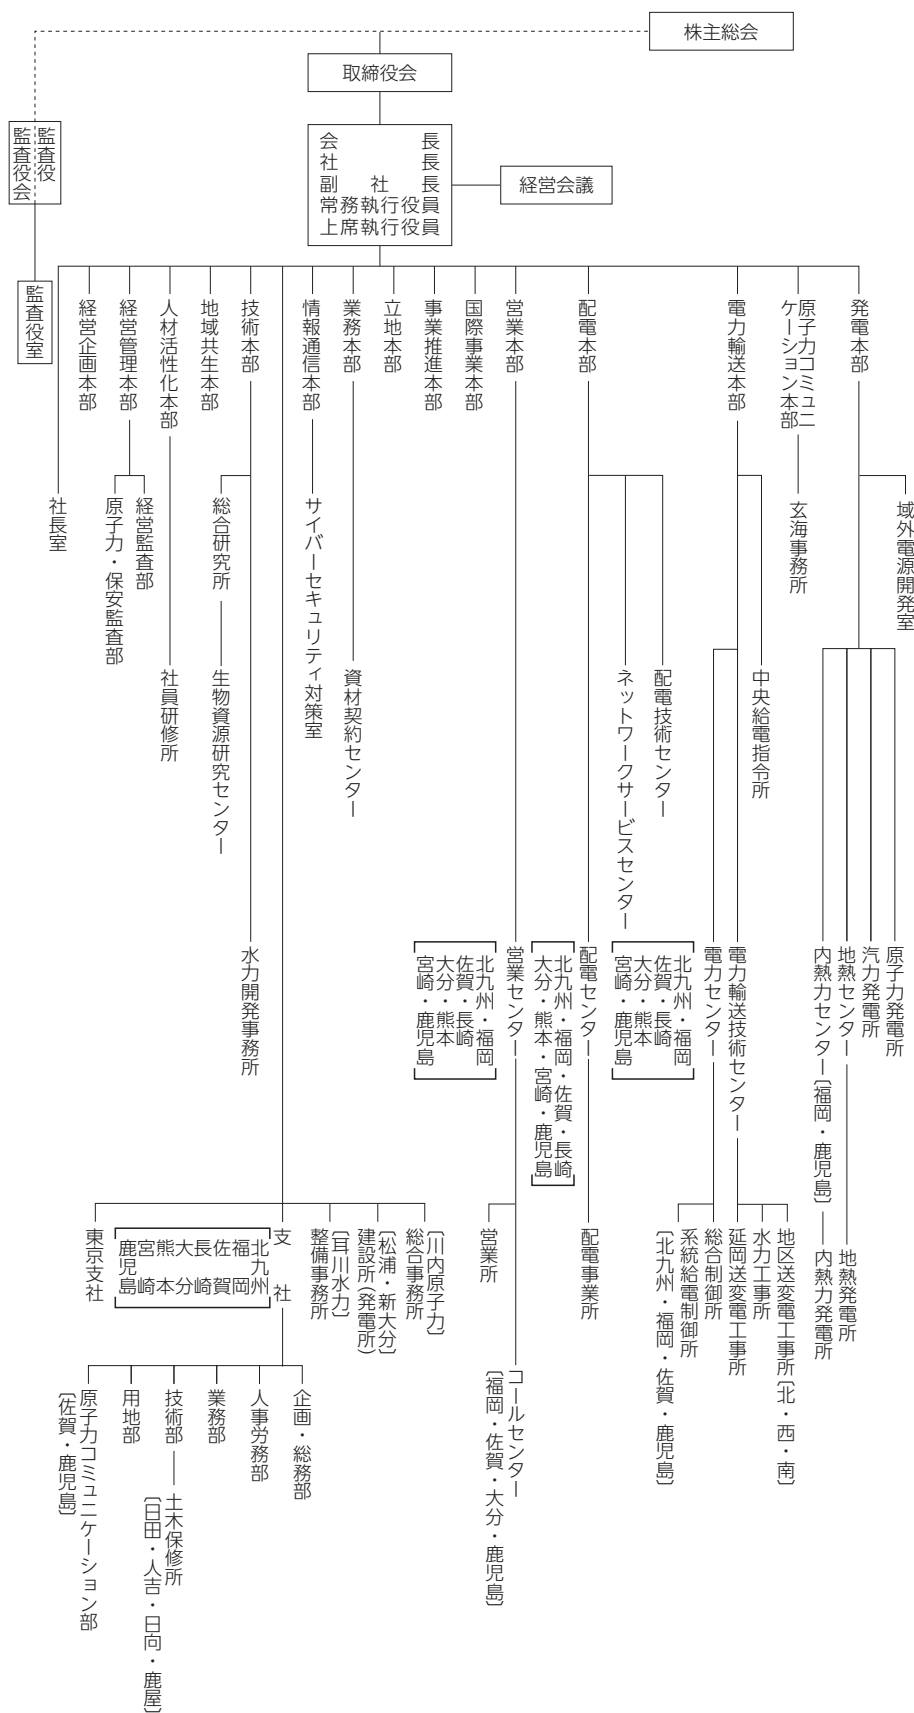 株主総会
取締役会
会長
社長
副社長
常務執行役員
上席執行役員
経営会議
監査役
監査役会
監査役室
発電本部
原子力コミュニ
ケーション本部
電力輸送本部
配電本部
営業本部
国際事業本部
事業推進本部
立地本部
業務本部
情報通信本部
技術本部
地域共生本部
人材活性化本部
経営管理本部
経営企画本部
社長室
域外電源開発室
玄海事務所
中央給電指令所
配電技術センター
ネットワークサービスセンター
資材契約センター
サイバーセキュリティ対策室
総合研究所
生物資源研究センター
社員研修所
経営監査部
原子力・保安監査部
原子力発電所
汽力発電所
地熱センター
地熱発電所
内熱力センター〔福岡・鹿児島〕
内熱力発電所
電力輸送技術センター
電力センター
北九州・福岡
佐賀・長崎
大分・熊本
宮崎・鹿児島
配電センター
北九州・福岡・佐賀・長崎
大分・熊本・宮崎・鹿児島
営業センター
北九州・福岡
佐賀・長崎
大分・熊本
宮崎・鹿児島
水力開発事務所
地区送変電工事所〔北・西・南〕
水力工事所
延岡送変電工事所
総合制御所
系統給電制御所
〔北九州・福岡・佐賀・鹿児島〕
配電事業所
営業所
コールセンター
〔福岡・佐賀・大分・鹿児島〕
〔川内原子力〕
総合事務所
〔松浦・新大分〕
建設所(発電所)
〔耳川水力〕
整備事務所
支社
北九州
福岡
佐賀
長崎
大分
熊本
宮崎
鹿児島
東京支社
企画・総務部
人事労務部
業務部
技術部
土木保修所
〔日田・人吉・日向・鹿屋〕
用地部
原子力コミュニケーション部
〔佐賀・鹿児島〕